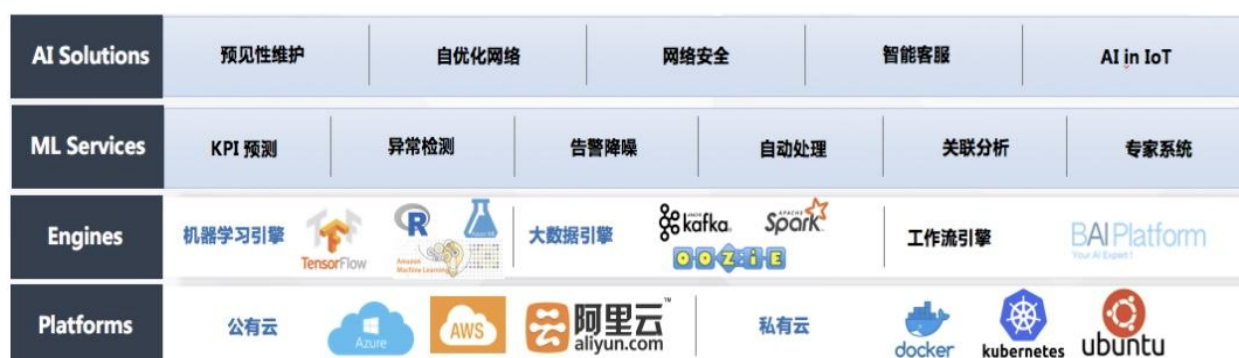 AI Solutions 预见性维护 自优化网络 网络安全 智能客服 AI in IoT
ML Services KPI 预测 异常检测 告警降噪 自动处理 关联分析 专家系统
Engines 机器学习引擎 TensorFlow R Amazon Machine Learning 大数据引擎 APACHE kafka. APACHE Spark OOZIE 工作流引擎 BAI Platform Your AI Expert!
Platforms 公有云 Azure AWS 阿里云™ aliyun.com 私有云 docker kubernetes ubuntu